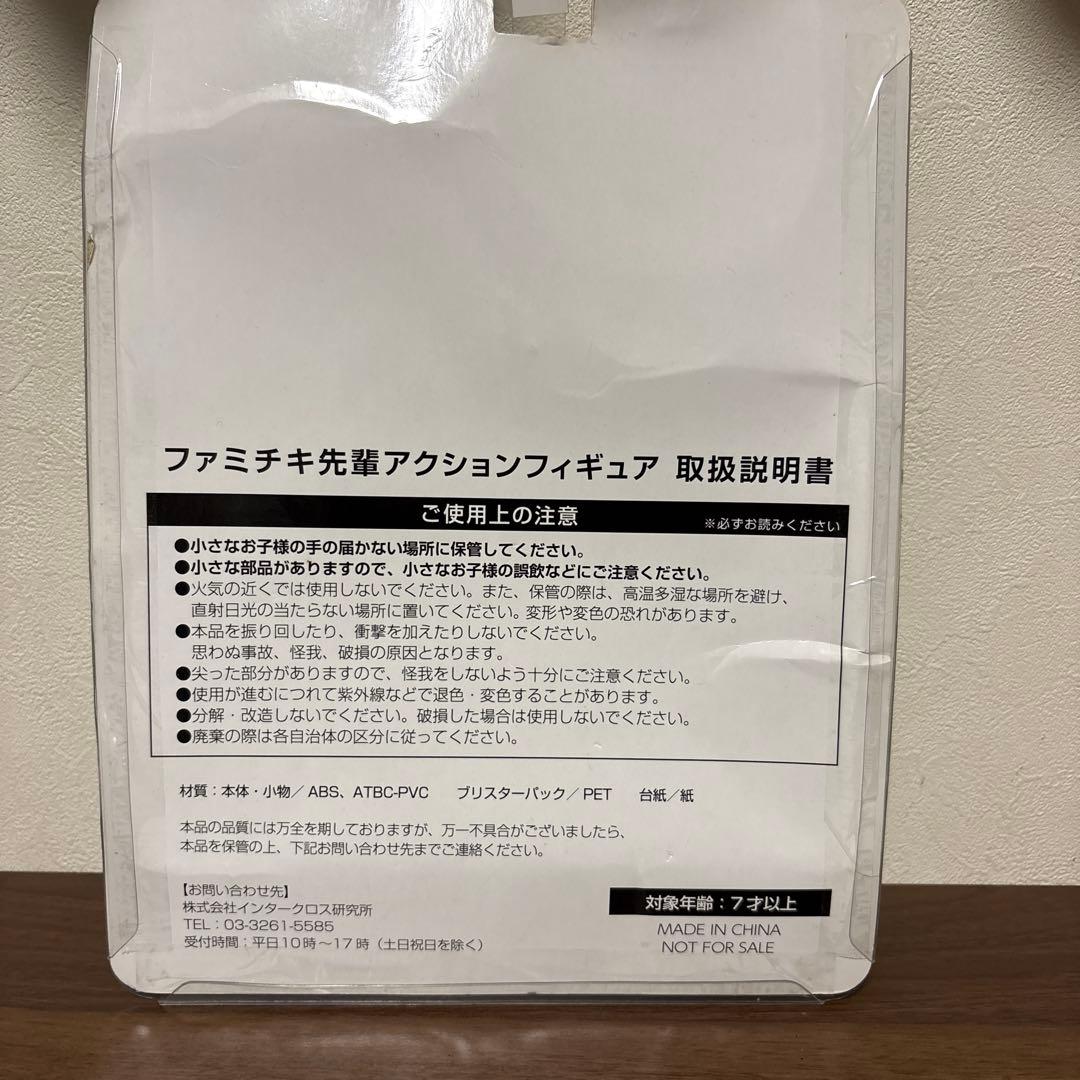 ファミチキ先輩アクションフィギュア 取扱説明書
ご使用上の注意 ※必ずお読みください
●小さなお子様の手の届かない場所に保管してください。
●小さな部品がありますので、小さなお子様の誤飲などにご注意ください。
●火気の近くでは使用しないでください。また、保管の際は、高温多湿な場所を避け、
直射日光の当たらない場所に置いてください。変形や変色の恐れがあります。
●本品を振り回したり、衝撃を加えたりしないでください。
思わぬ事故、怪我、破損の原因となります。
●尖った部分がありますので、怪我をしないよう十分にご注意ください。
●使用が進むにつれて紫外線などで退色・変色することがあります。
●分解・改造しないでください。破損した場合は使用しないでください。
●廃棄の際は各自治体の区分に従ってください。
材質：本体・小物／ABS、ATBC-PVC ブリスターパック／PET 台紙／紙
本品の品質には万全を期しておりますが、万一不具合がございましたら、
本品を保管の上、下記お問い合わせ先までご連絡ください。
【お問い合わせ先】
株式会社インタークロス研究所
TEL：03-3261-5585
受付時間：平日10時～17時（土日祝日を除く）
対象年齢：7才以上
MADE IN CHINA
NOT FOR SALE